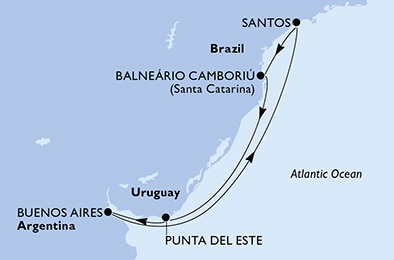 SANTOS
Brazil
BALNEÁRIO CAMBORIÚ
(Santa Catarina)
Atlantic Ocean
Uruguay
BUENOS AIRES
Argentina
PUNTA DEL ESTE